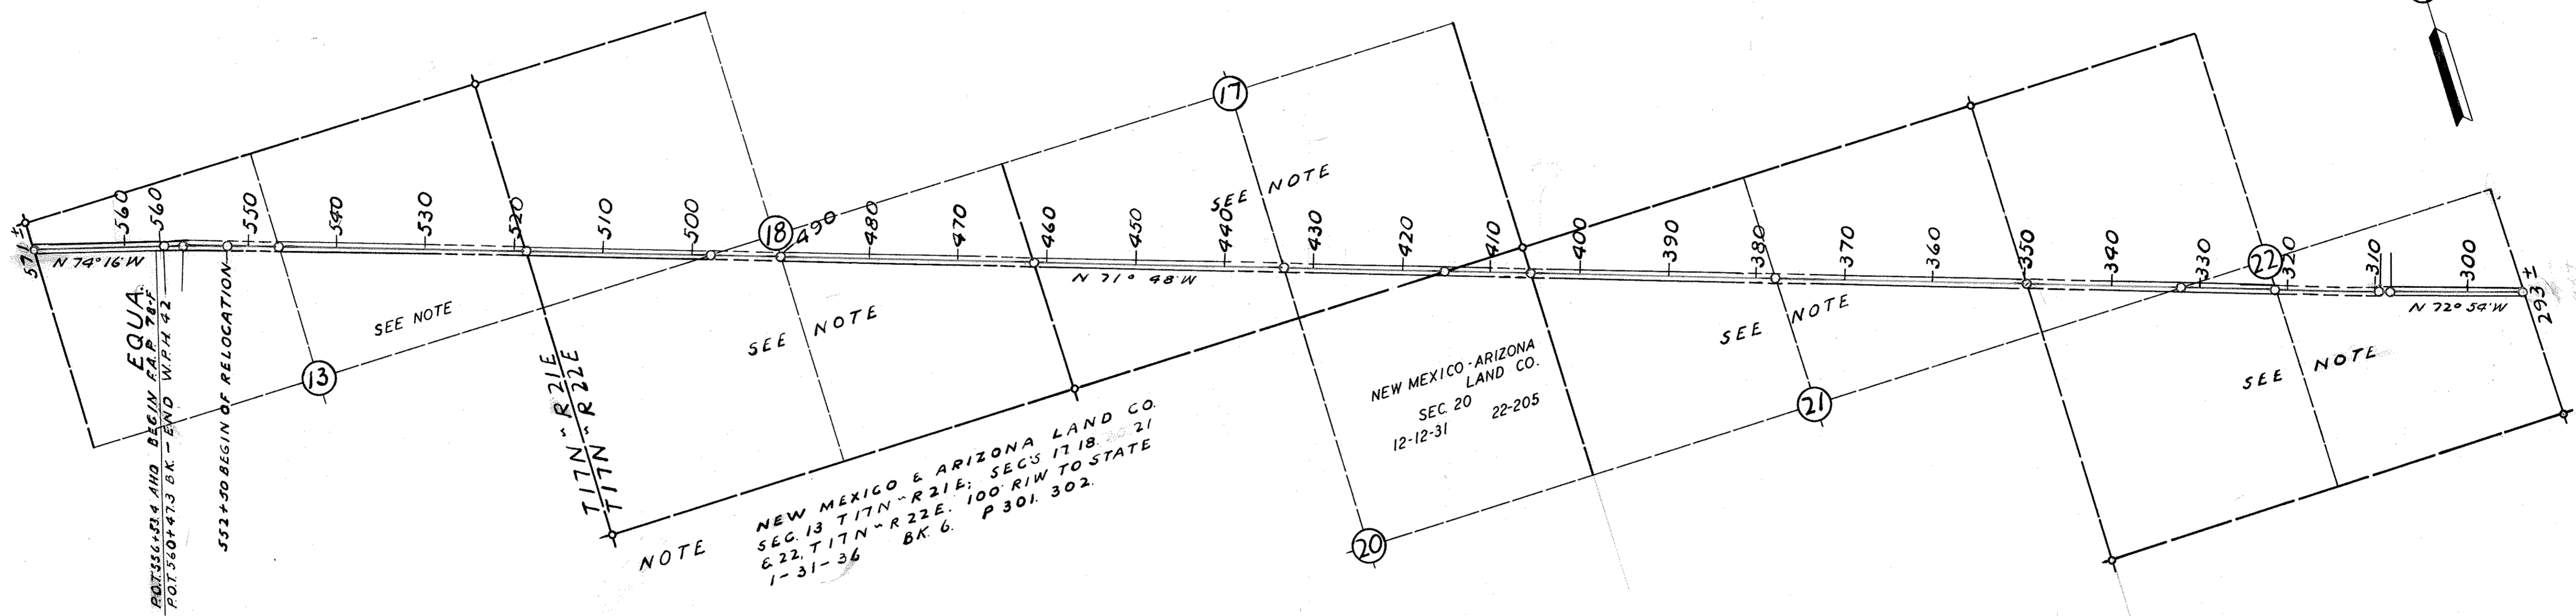 17
18
22
13
21
20
571±
560
560
550
540
530
520
510
500
490
480
470
460
450
440
430
420
410
400
390
380
370
360
350
340
330
320
310
300
293±
N 74° 16' W
N 71° 48' W
N 72° 54' W
EQUA.
P.O.T. 556+53.4 AHD BEGIN F.A.P. 78-F
P.O.T. 560+47.3 BK. - END W.P.H. 42
552+50 BEGIN OF RELOCATION
SEE NOTE
T17N~R21E
T17N~R22E
SEE NOTE
SEE NOTE
NEW MEXICO-ARIZONA
LAND CO.
SEC. 20
12-12-31 22-205
SEE NOTE
SEE NOTE
NOTE
NEW MEXICO & ARIZONA LAND CO.
SEC. 13 T17N~R21E; SEC'S 17 18. 21
& 22, T17N~R22E. 100' R/W TO STATE
1-31-36 BK. 6. P 301. 302.